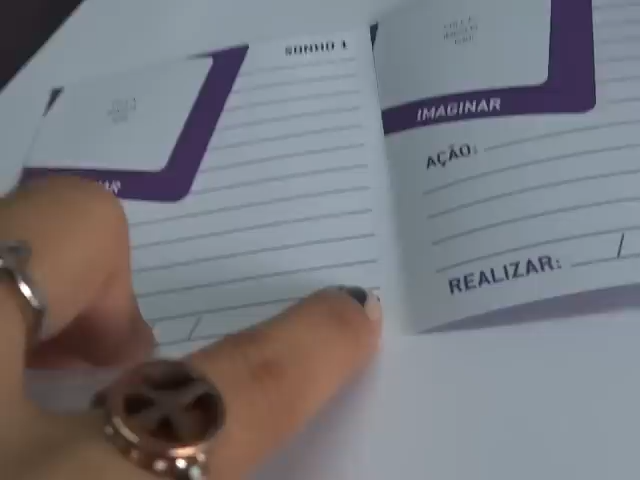 SONHO 1
/
IMAGINAR
AÇÃO:
REALIZAR: /